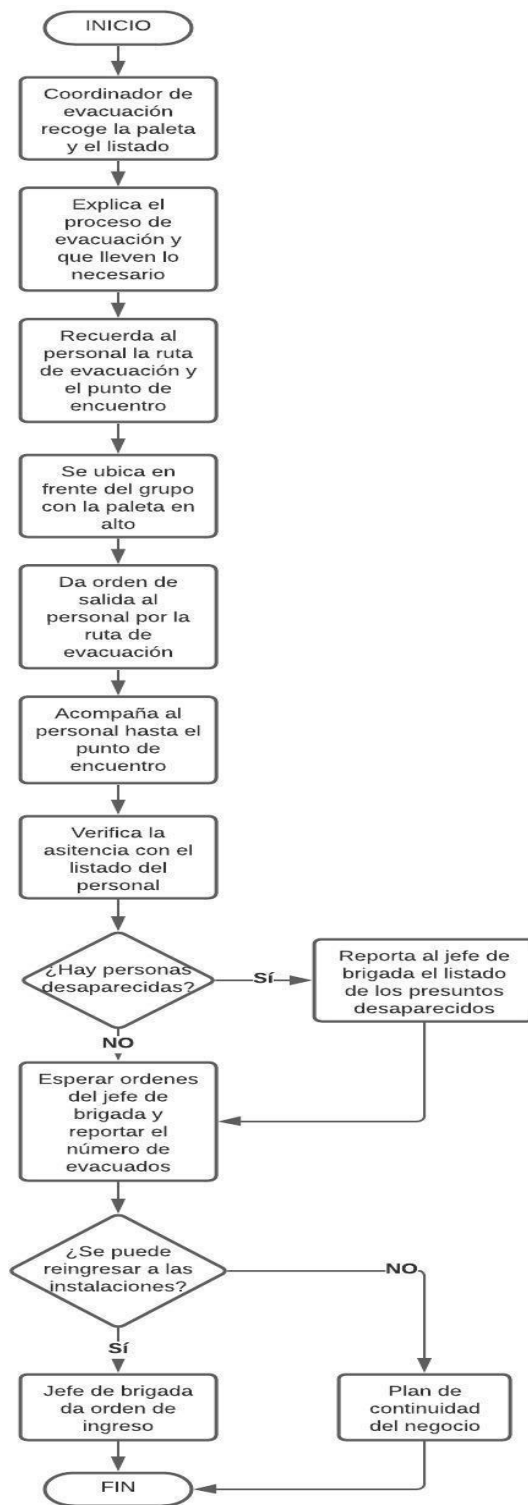 INICIO
Coordinador de
evacuación
recoge la paleta
y el listado
Explica el
proceso de
evacuación y
que lleven lo
necesario
Recuerda al
personal la ruta
de evacuación y
el punto de
encuentro
Se ubica en
frente del grupo
con la paleta en
alto
Da orden de
salida al
personal por la
ruta de
evacuación
Acompaña al
personal hasta el
punto de
encuentro
Verifica la
asitencia con el
listado del
personal
¿Hay personas
desaparecidas?
Sí
Reporta al jefe de
brigada el listado
de los presuntos
desaparecidos
NO
Esperar ordenes
del jefe de
brigada y
reportar el
número de
evacuados
¿Se puede
reingresar a las
instalaciones?
NO
Sí
Jefe de brigada
da orden de
ingreso
Plan de
continuidad
del negocio
FIN